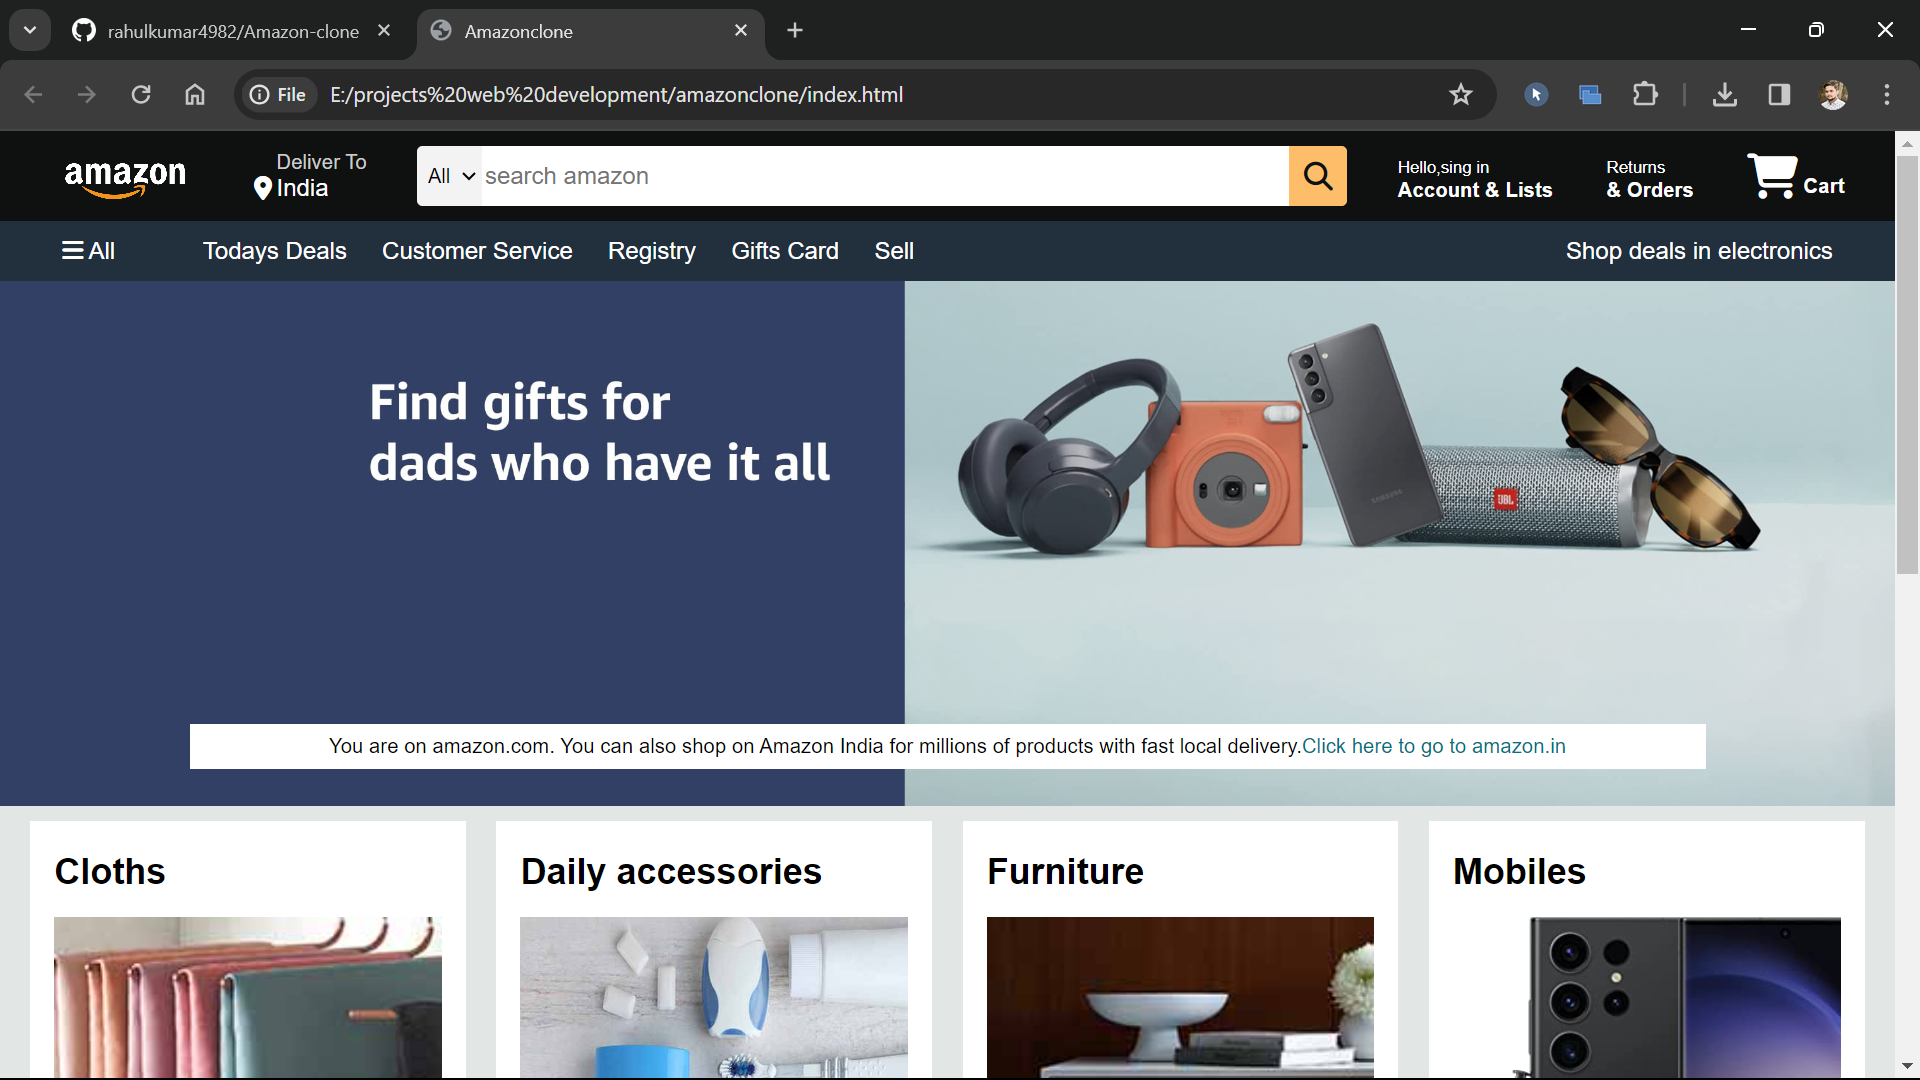 rahulkumar4982/Amazon-clone
Amazonclone
File
E:/projects%20web%20development/amazonclone/index.html
amazon
Deliver To
India
All
search amazon
Hello,sing in
Account & Lists
Returns
& Orders
Cart
All
Todays Deals
Customer Service
Registry
Gifts Card
Sell
Shop deals in electronics
Find gifts for
dads who have it all
SAMSUNG
JBL
You are on amazon.com. You can also shop on Amazon India for millions of products with fast local delivery.Click here to go to amazon.in
Cloths
Daily accessories
Furniture
Mobiles